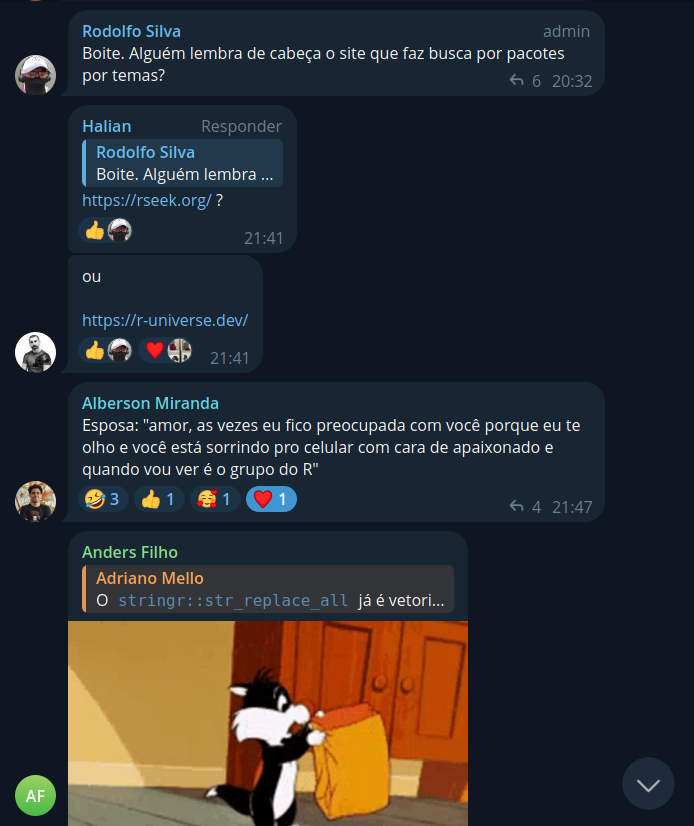 Rodolfo Silva admin
Boite. Alguém lembra de cabeça o site que faz busca por pacotes
por temas?
6 20:32
Halian Responder
Rodolfo Silva
Boite. Alguém lembra ...
https://rseek.org/ ?
21:41
ou
https://r-universe.dev/
21:41
Alberson Miranda
Esposa: "amor, as vezes eu fico preocupada com você porque eu te
olho e você está sorrindo pro celular com cara de apaixonado e
quando vou ver é o grupo do R"
3 1 1 1
4 21:47
Anders Filho
Adriano Mello
O stringr::str_replace_all já é vetori...
AF